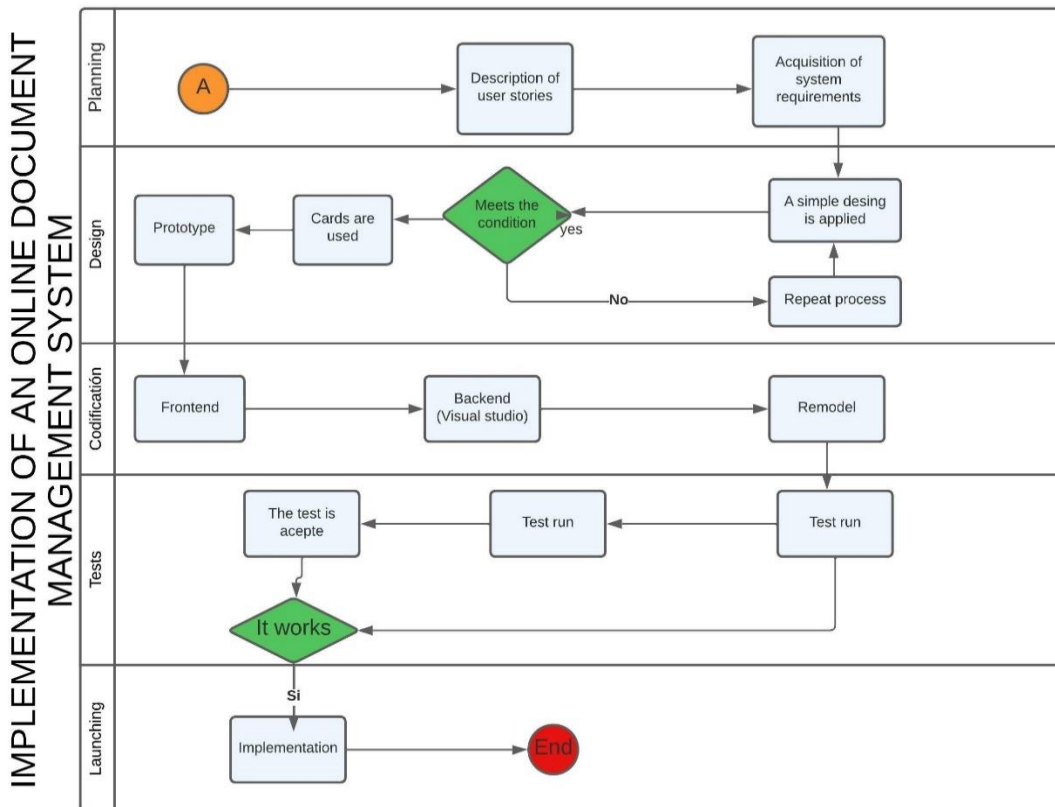 IMPLEMENTATION OF AN ONLINE DOCUMENT
MANAGEMENT SYSTEM
Planning
A
Description of
user stories
Acquisition of
system
requirements
Design
Prototype
Cards are
used
Meets the
condition
yes
A simple desing
is applied
No
Repeat process
Codificatión
Frontend
Backend
(Visual studio)
Remodel
Tests
The test is
acepte
Test run
Test run
It works
Launching
Si
Implementation
End